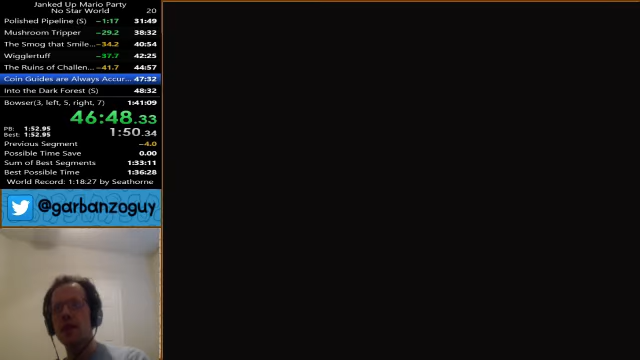 Janked Up Mario Party
No Star World 20
Polished Pipeline (S) −1:17 31:49
Mushroom Tripper −29.2 38:32
The Smog that Smile... −34.2 40:54
Wigglertuff −37.7 42:25
The Ruins of Challen... −41.7 44:57
Coin Guides are Always Accur... 47:32
Into the Dark Forest (S) 48:32
Bowser(3, left, 5, right, 7) 1:41:09
46:48.33
PB: 1:52.95
Best: 1:52.95
1:50.34
Previous Segment −4.0
Possible Time Save 0.00
Sum of Best Segments 1:33:11
Best Possible Time 1:36:28
World Record: 1:18:27 by Seathorne
@garbanzoguy